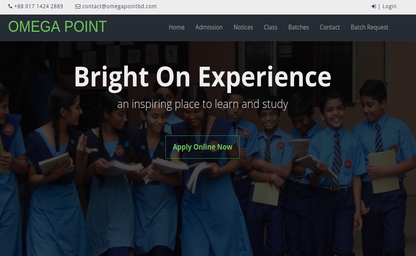 +88 017 1424 2889 contact@omegapointbd.com | Login
OMEGA POINT Home Admission Notices Class Batches Contact Batch Request
Bright On Experience
an inspiring place to learn and study
Apply Online Now